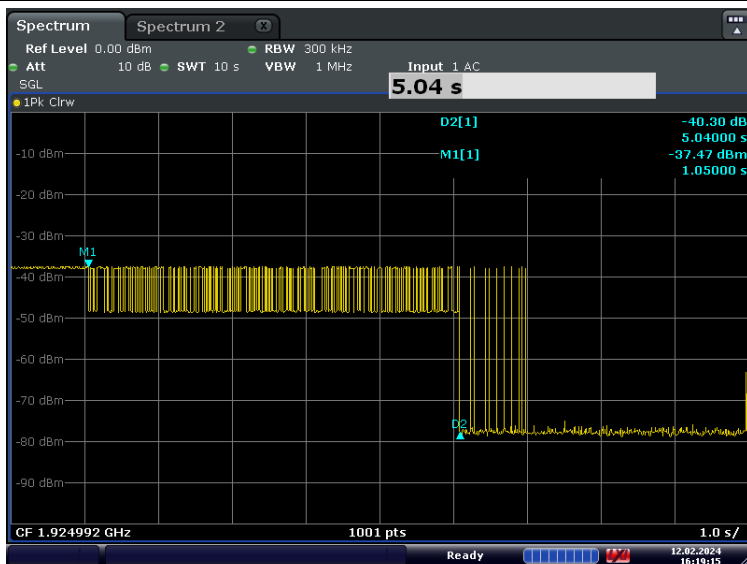 Spectrum Spectrum 2
Ref Level 0.00 dBm RBW 300 kHz
Att 10 dB SWT 10 s VBW 1 MHz Input 1 AC
SGL
5.04 s
1Pk Clrw
D2[1] -40.30 dB
5.04000 s
-10 dBm
M1[1] -37.47 dBm
1.05000 s
-20 dBm
-30 dBm
M1
-40 dBm
-50 dBm
-60 dBm
-70 dBm
D2
-80 dBm
-90 dBm
CF 1.924992 GHz 1001 pts 1.0 s/
Ready 12.02.2024
16:19:15